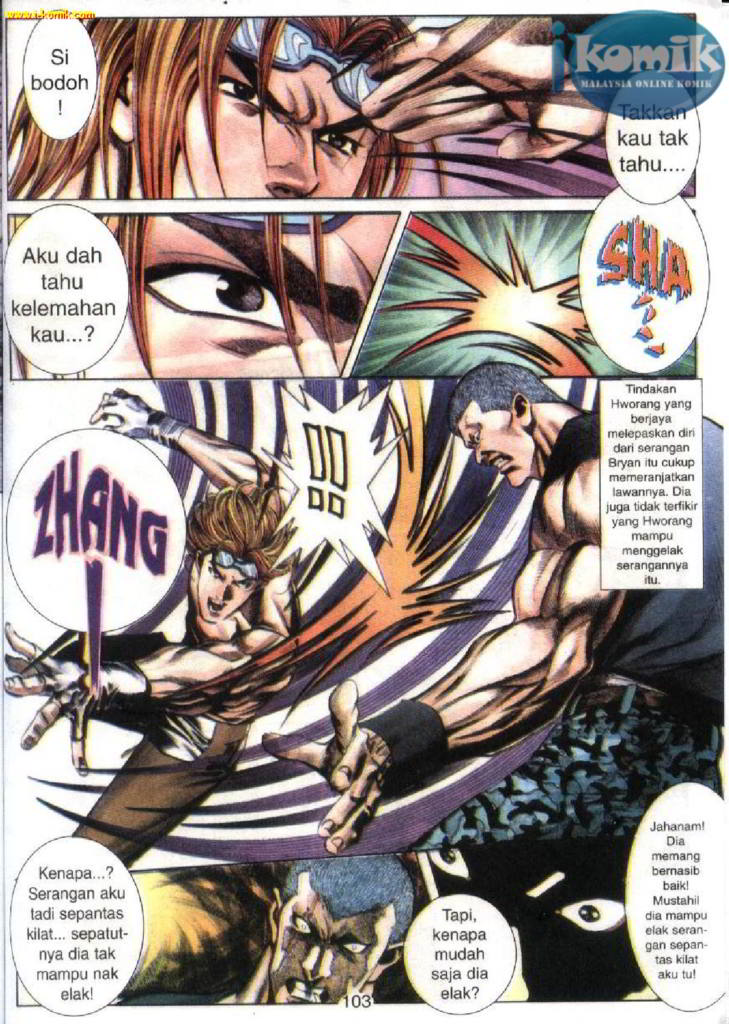 www.i-komik.com
ikomik
MALAYSIA ONLINE KOMIK
Si
bodoh
!
Takkan
kau tak
tahu....
Aku dah
tahu
kelemahan
kau...?
SHA
Tindakan
Hworang yang
berjaya
melepaskan diri
dari serangan
Bryan itu cukup
memeranjatkan
lawannya. Dia
juga tidak terfikir
yang Hworang
mampu
menggelak
serangannya
itu.
!!
ZHANG
Kenapa...?
Serangan aku
tadi sepantas
kilat... sepatut-
nya dia tak
mampu nak
elak!
Tapi,
kenapa
mudah
saja dia
elak?
Jahanam!
Dia
memang
bernasib
baik!
Mustahil
dia mampu
elak seran-
gan sepan-
tas kilat
aku tu!
103